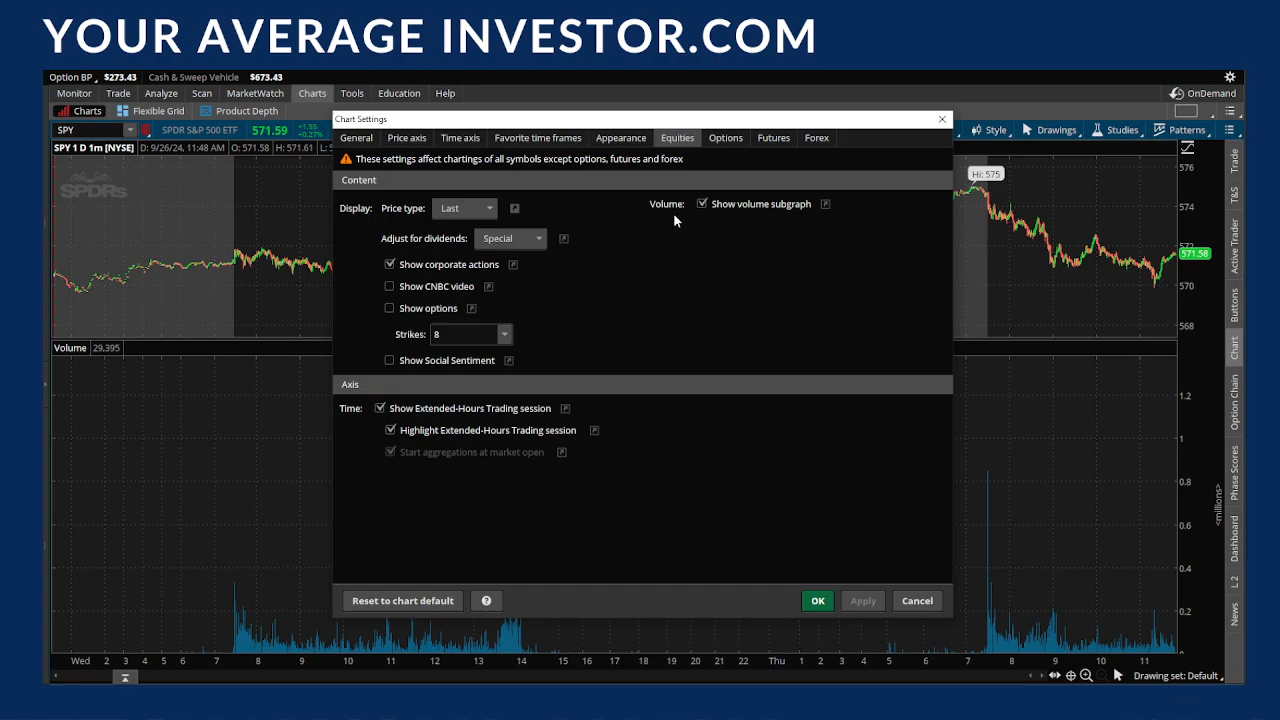 YOUR AVERAGE INVESTOR.COM
Option BP $273.43 Cash & Sweep Vehicle $673.43
Monitor Trade Analyze Scan MarketWatch Charts Tools Education Help OnDemand
Charts Flexible Grid Product Depth
SPY SPDR S&P 500 ETF 571.59 +1.55 +0.27% Style Drawings Studies Patterns
SPY 1 D 1m [NYSE] D: 9/26/24, 11:48 AM O: 571.58 H: 571.61 L: 5
SPDRs
Chart Settings
General Price axis Time axis Favorite time frames Appearance Equities Options Futures Forex
These settings affect chartings of all symbols except options, futures and forex
Content
Display: Price type: Last
Volume: Show volume subgraph
Adjust for dividends: Special
Show corporate actions
Show CNBC video
Show options
Strikes: 8
Show Social Sentiment
Axis
Time: Show Extended-Hours Trading session
Highlight Extended-Hours Trading session
Start aggregations at market open
Reset to chart default ? OK Apply Cancel
Hi: 575
576
574
572
571.58
570
568
Volume 29,395
1.2
1
0.8
0.6
0.4
0.2
0
<millions>
Trade
T&S
Active Trader
Buttons
Chart
Option Chain
Phase Scores
Dashboard
L 2
News
Wed 2 3 4 5 6 7 8 9 10 11 12 13 14 15 16 17 18 19 20 21 22 Thu 1 2 3 4 5 6 7 8 9 10 11
Drawing set: Default